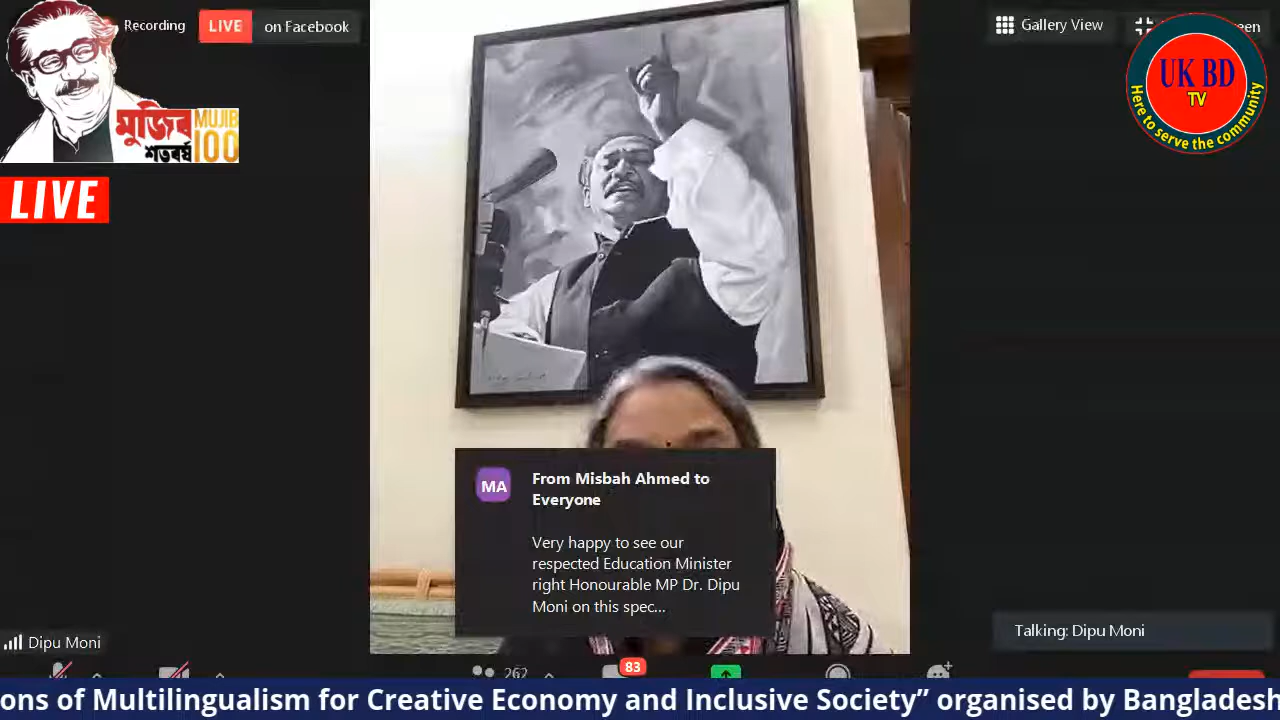 Recording
LIVE
on Facebook
Gallery View
een
মুজিব
শতবর্ষ
MUJIB
100
UK BD
TV
Here to serve the community
LIVE
MA
From Misbah Ahmed to
Everyone
Very happy to see our
respected Education Minister
right Honourable MP Dr. Dipu
Moni on this spec...
Dipu Moni
Talking: Dipu Moni
262
83
ons of Multilingualism for Creative Economy and Inclusive Society” organised by Bangladesh